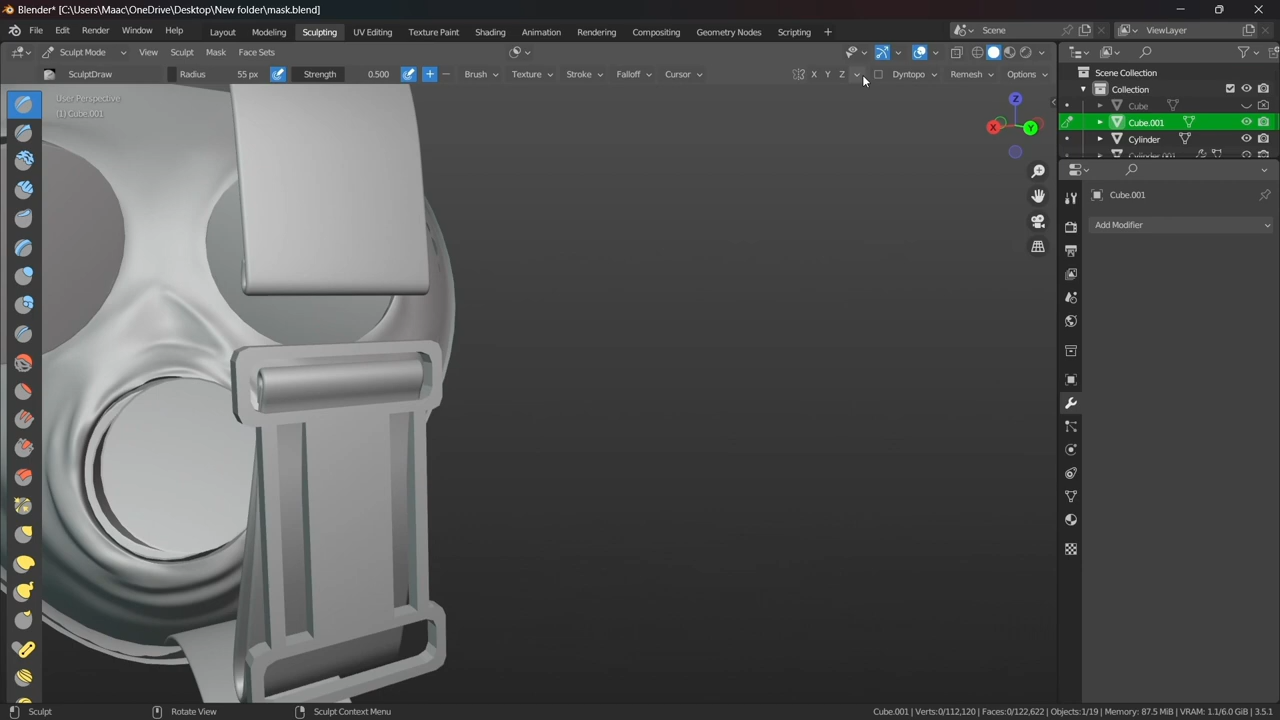 Blender* [C:\Users\Maac\OneDrive\Desktop\New folder\mask.blend]
File Edit Render Window Help Layout Modeling Sculpting UV Editing Texture Paint Shading Animation Rendering Compositing Geometry Nodes Scripting + Scene ViewLayer
Sculpt Mode View Sculpt Mask Face Sets
SculptDraw Radius 55 px Strength 0.500 Brush Texture Stroke Falloff Cursor X Y Z Dyntopo Remesh Options
Scene Collection
Collection
Cube
Cube.001
Cylinder
Cylinder.001
User Perspective
(1) Cube.001
Z
X
Y
Cube.001
Add Modifier
Sculpt Rotate View Sculpt Context Menu Cube.001 | Verts:0/112,120 | Faces:0/122,622 | Objects:1/19 | Memory: 87.5 MiB | VRAM: 1.1/6.0 GiB | 3.5.1